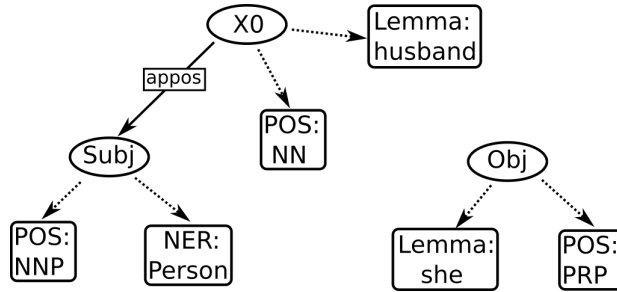 X0
Lemma:
husband
appos
POS:
NN
Subj
Obj
POS:
NNP
NER:
Person
Lemma:
she
POS:
PRP